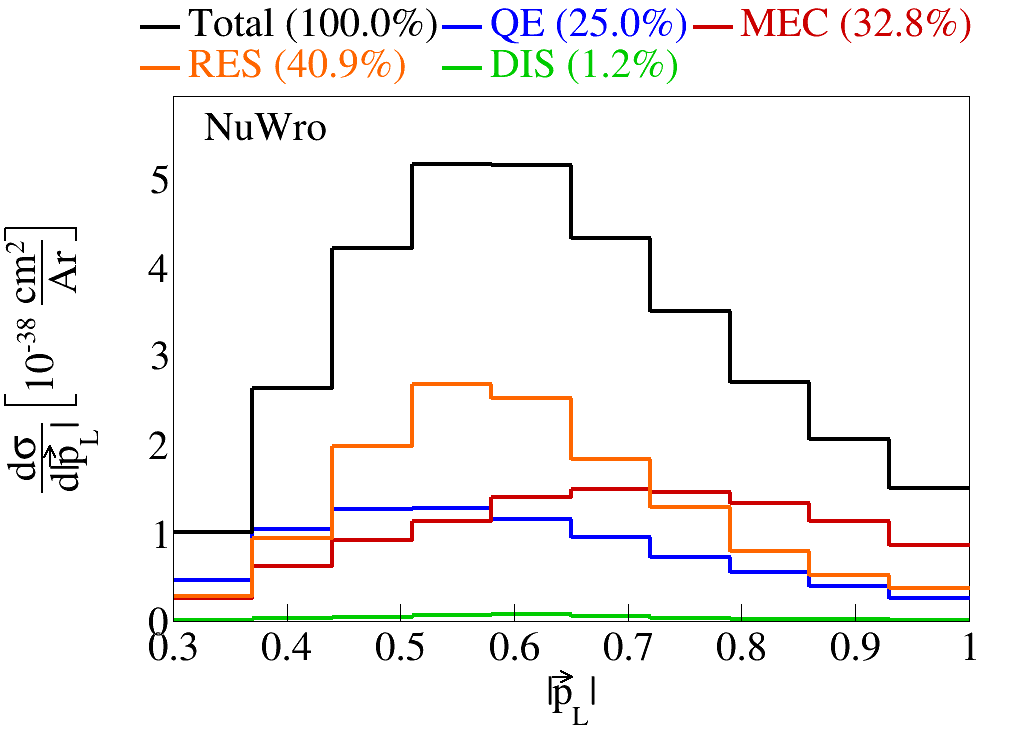 Total (100.0%) QE (25.0%) MEC (32.8%)
RES (40.9%) DIS (1.2%)
NuWro
5
4
3
2
1
0
0.3 0.4 0.5 0.6 0.7 0.8 0.9 1
|p⃗_L|
dσ/d|p⃗_L| [10^-38 cm^2/Ar]